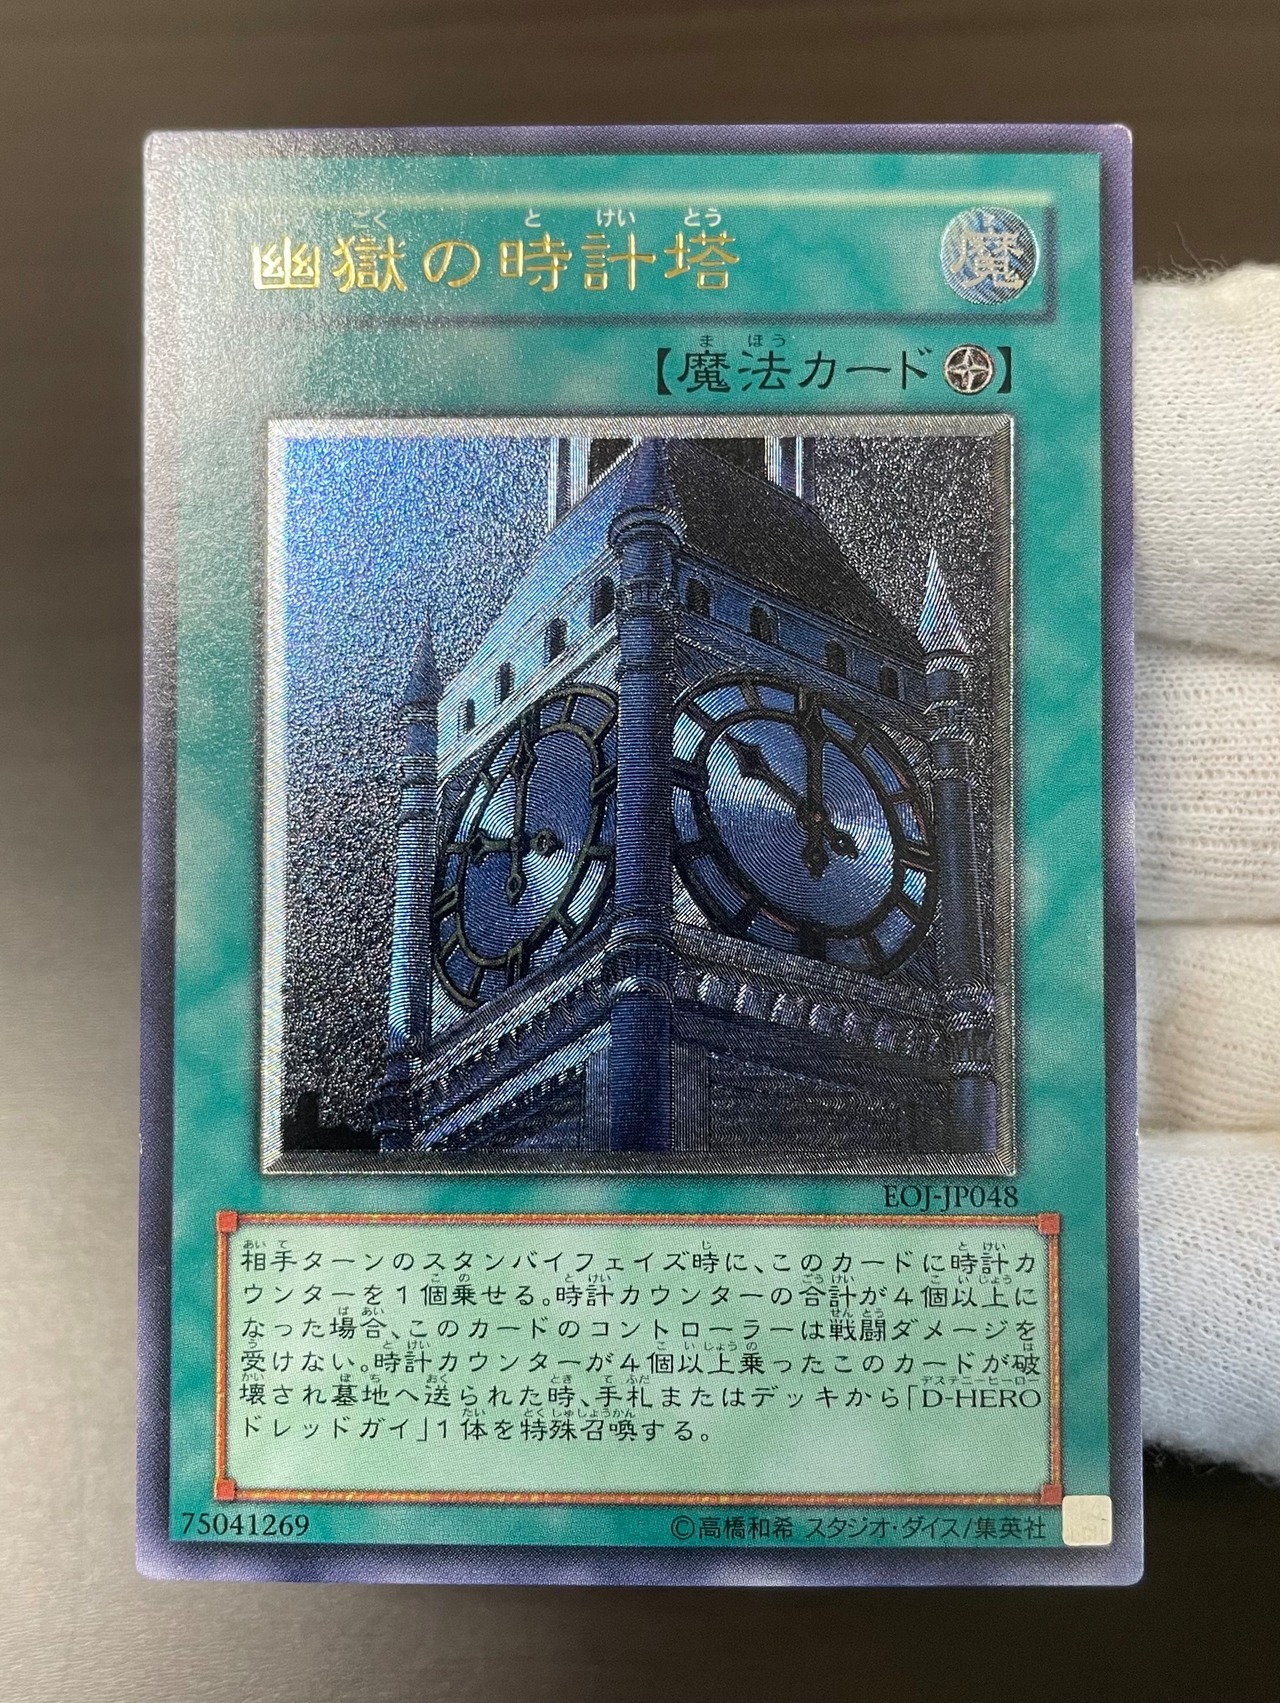 幽獄の時計塔
魔
【魔法カード】
EOJ-JP048
相手ターンのスタンバイフェイズ時に、このカードに時計カ
ウンターを1個乗せる。時計カウンターの合計が4個以上に
なった場合、このカードのコントローラーは戦闘ダメージを
受けない。時計カウンターが4個以上乗ったこのカードが破
壊され墓地へ送られた時、手札またはデッキから「D-HERO
ドレッドガイ」1体を特殊召喚する。
75041269
©高橋和希 スタジオ・ダイス/集英社